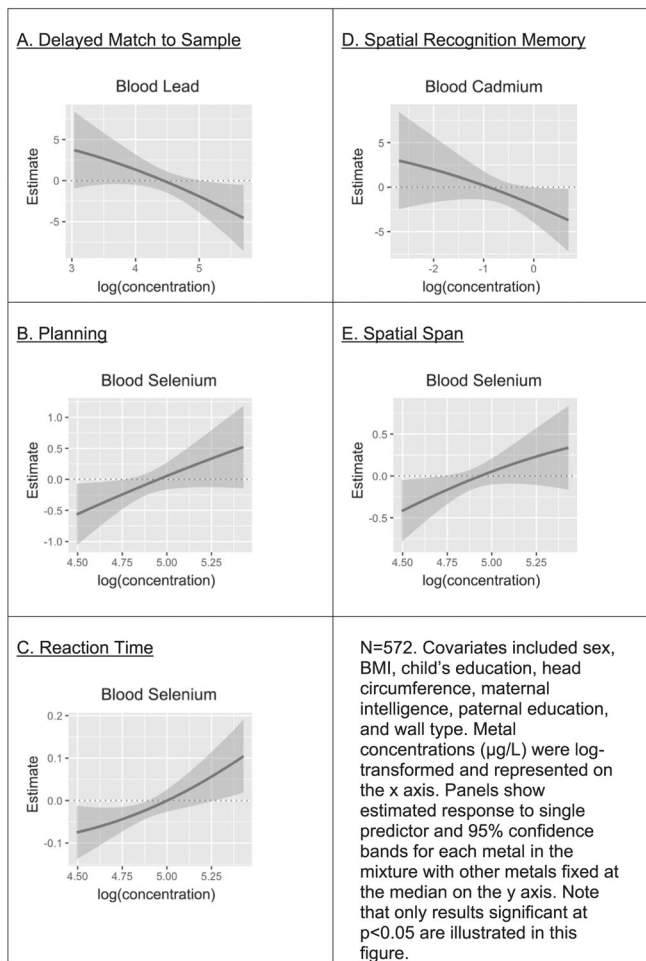 A. Delayed Match to Sample
Blood Lead
Estimate
5
0
-5
3
4
5
log(concentration)
D. Spatial Recognition Memory
Blood Cadmium
Estimate
5
0
-5
-2
-1
0
log(concentration)
B. Planning
Blood Selenium
Estimate
1.0
0.5
0.0
-0.5
-1.0
4.50
4.75
5.00
5.25
log(concentration)
E. Spatial Span
Blood Selenium
Estimate
0.5
0.0
-0.5
4.50
4.75
5.00
5.25
log(concentration)
C. Reaction Time
Blood Selenium
Estimate
0.2
0.1
0.0
-0.1
4.50
4.75
5.00
5.25
log(concentration)
N=572. Covariates included sex,
BMI, child’s education, head
circumference, maternal
intelligence, paternal education,
and wall type. Metal
concentrations (µg/L) were log-
transformed and represented on
the x axis. Panels show
estimated response to single
predictor and 95% confidence
bands for each metal in the
mixture with other metals fixed at
the median on the y axis. Note
that only results significant at
p<0.05 are illustrated in this
figure.